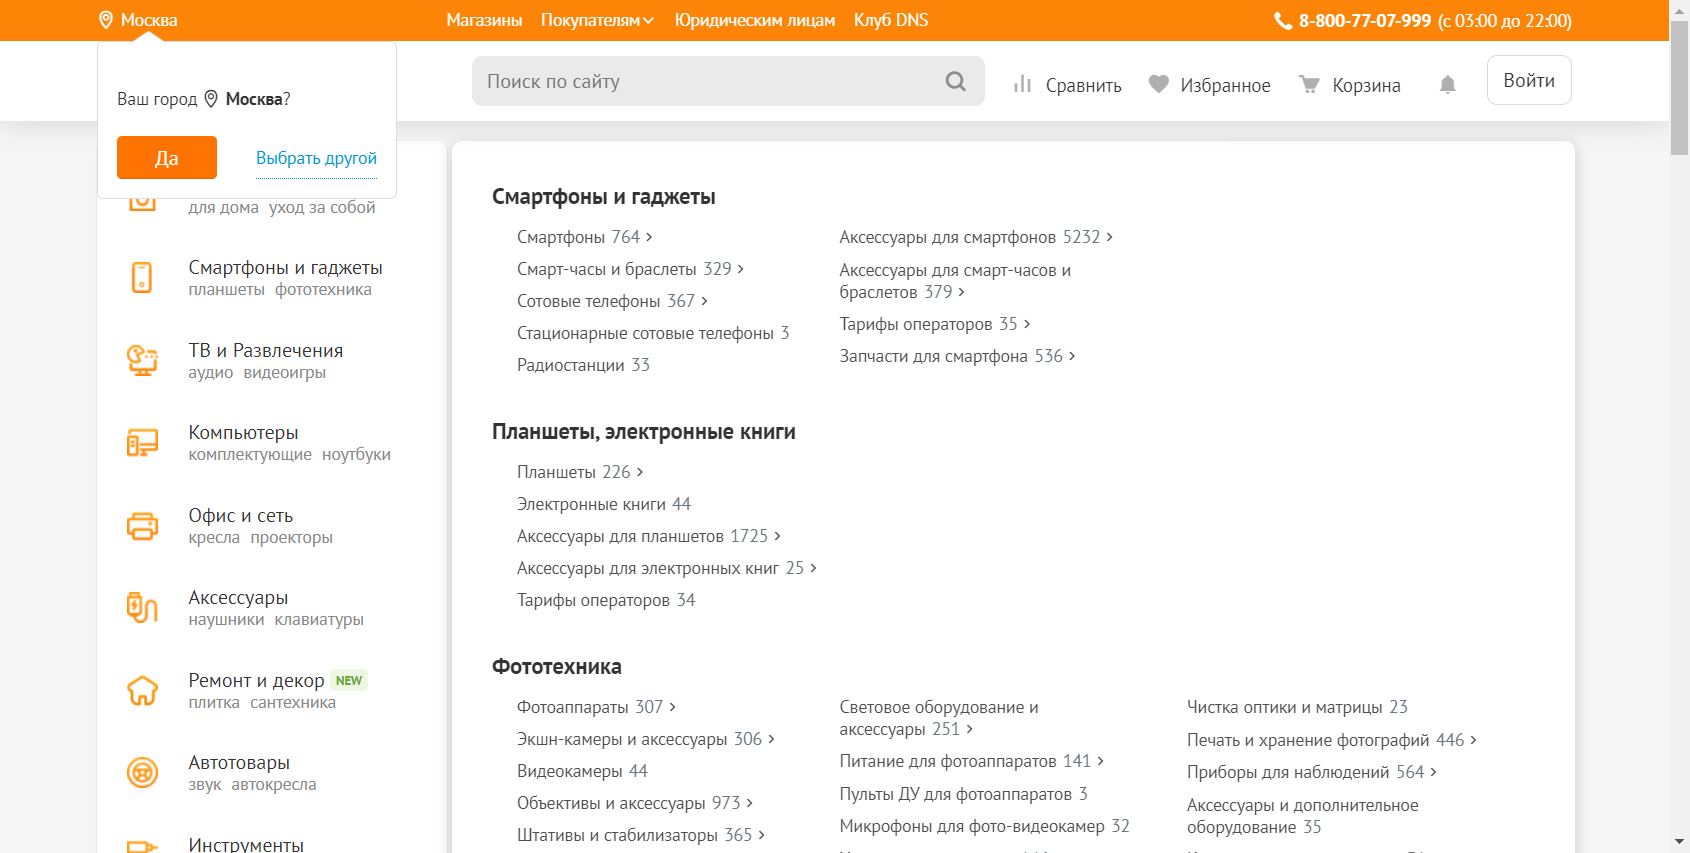 Москва
Магазины Покупателям Юридическим лицам Клуб DNS
8-800-77-07-999 (с 03:00 до 22:00)
Ваш город Москва?
Да Выбрать другой
Поиск по сайту
Сравнить Избранное Корзина Войти
для дома уход за собой
Смартфоны и гаджеты
планшеты фототехника
ТВ и Развлечения
аудио видеоигры
Компьютеры
комплектующие ноутбуки
Офис и сеть
кресла проекторы
Аксессуары
наушники клавиатуры
Ремонт и декор NEW
плитка сантехника
Автотовары
звук автокресла
Инструменты
Смартфоны и гаджеты
Смартфоны 764
Смарт-часы и браслеты 329
Сотовые телефоны 367
Стационарные сотовые телефоны 3
Радиостанции 33
Аксессуары для смартфонов 5232
Аксессуары для смарт-часов и
браслетов 379
Тарифы операторов 35
Запчасти для смартфона 536
Планшеты, электронные книги
Планшеты 226
Электронные книги 44
Аксессуары для планшетов 1725
Аксессуары для электронных книг 25
Тарифы операторов 34
Фототехника
Фотоаппараты 307
Экшн-камеры и аксессуары 306
Видеокамеры 44
Объективы и аксессуары 973
Штативы и стабилизаторы 365
Световое оборудование и
аксессуары 251
Питание для фотоаппаратов 141
Пульты ДУ для фотоаппаратов 3
Микрофоны для фото-видеокамер 32
Чистка оптики и матрицы 23
Печать и хранение фотографий 446
Приборы для наблюдений 564
Аксессуары и дополнительное
оборудование 35